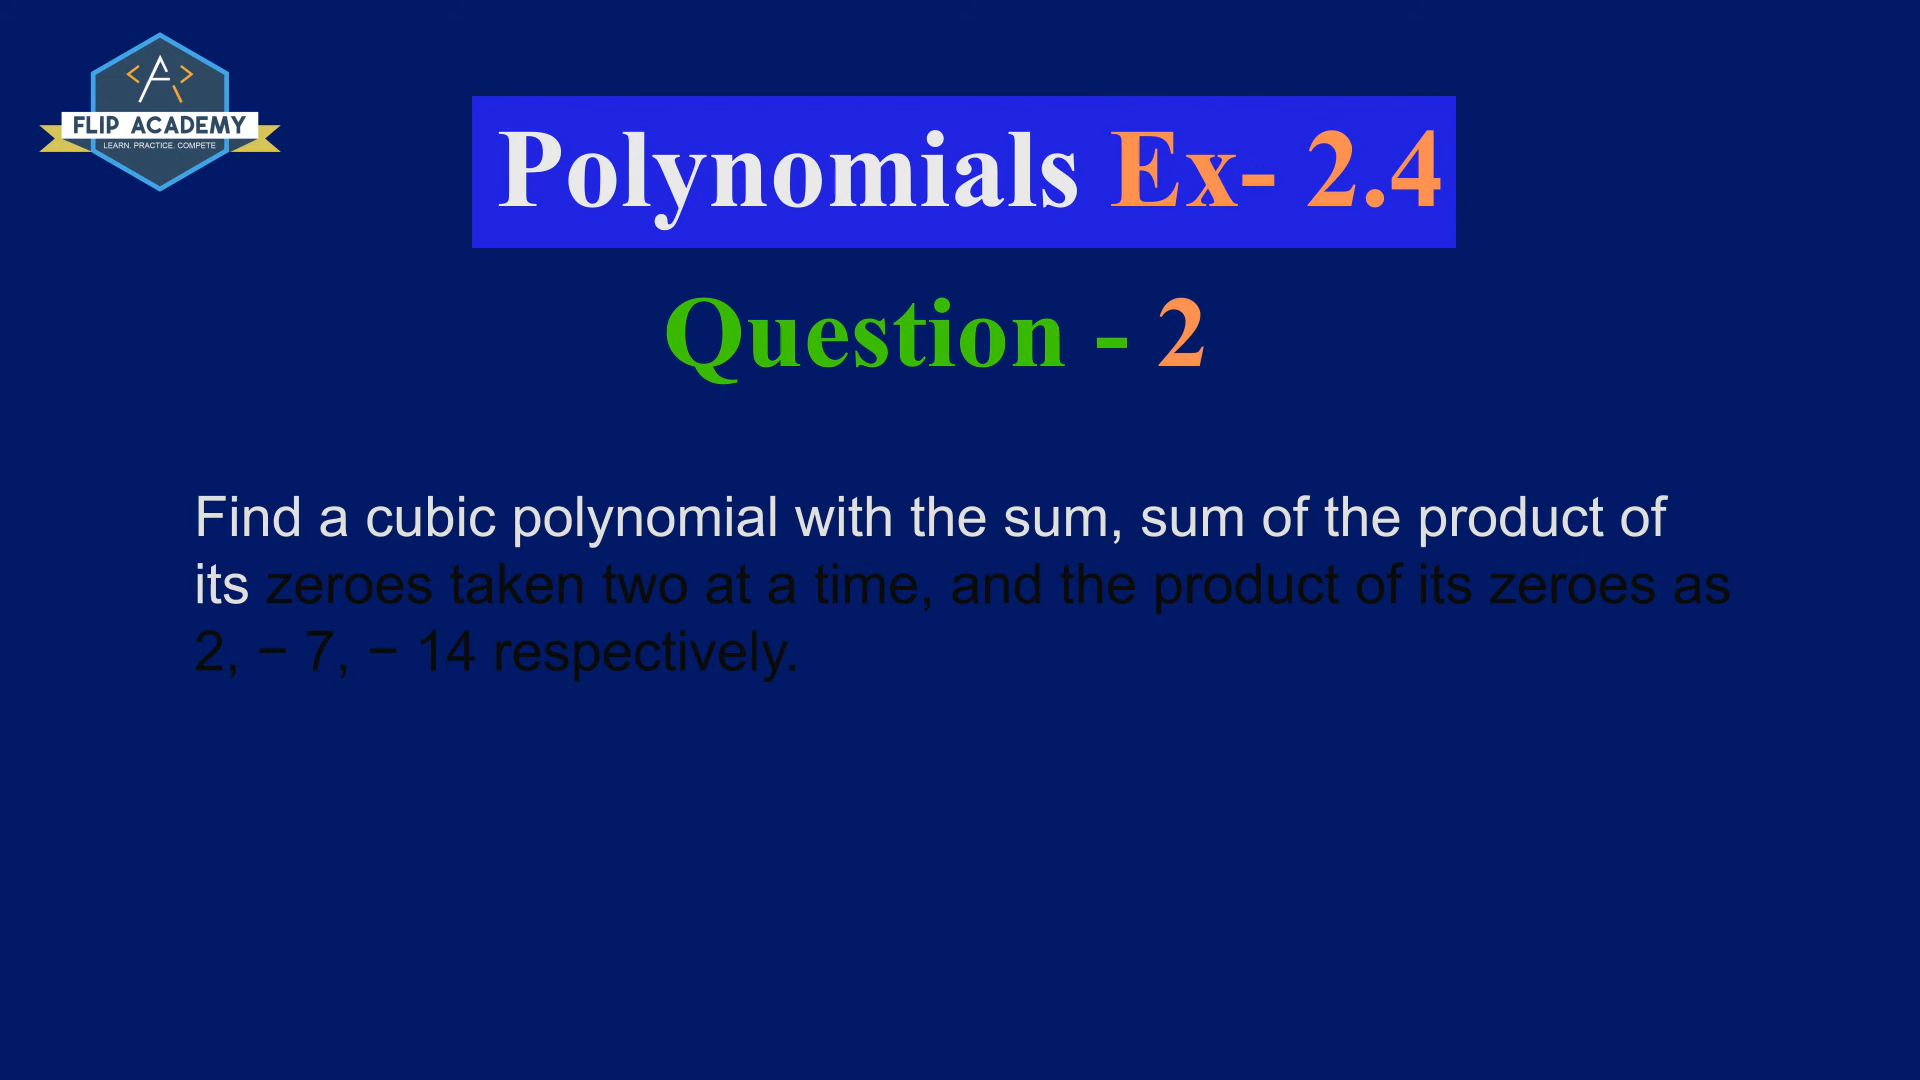 FLIP ACADEMY
LEARN. PRACTICE. COMPETE
Polynomials Ex- 2.4
Question - 2
Find a cubic polynomial with the sum, sum of the product of
its zeroes taken two at a time, and the product of its zeroes as
2, − 7, − 14 respectively.